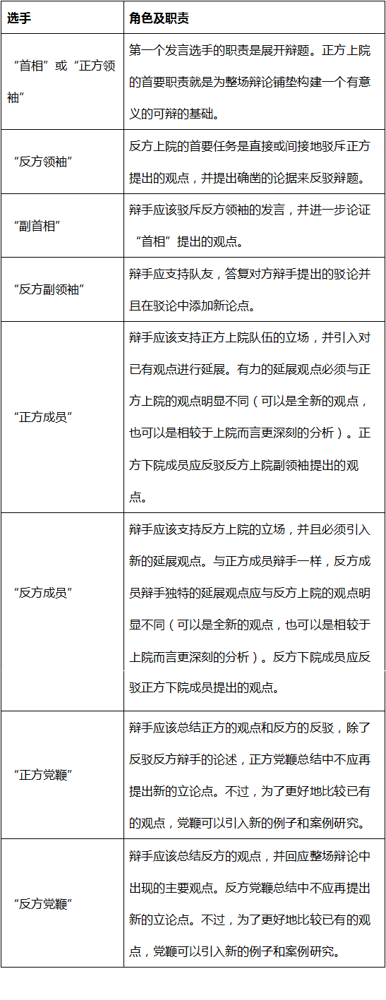 选手
角色及职责
“首相”或“正方领
袖”
第一个发言选手的职责是展开辩题。正方上院
的首要职责就是为整场辩论铺垫构建一个有意
义的可辩的基础。
“反方领袖”
反方上院的首要任务是直接或间接地驳斥正方
提出的观点，并提出确凿的论据来反驳辩题。
“副首相”
辩手应该驳斥反方领袖的发言，并进一步论证
“首相”提出的观点。
“反方副领袖”
辩手应支持队友，答复对方辩手提出的驳论并
且在驳论中添加新论点。
“正方成员”
辩手应该支持正方上院队伍的立场，并引入对
已有观点进行延展。有力的延展观点必须与正
方上院的观点明显不同（可以是全新的观点，
也可以是相较于上院而言更深刻的分析）。正
方下院成员应反驳反方上院副领袖提出的观
点。
“反方成员”
辩手应该支持反方上院的立场，并且必须引入
新的延展观点。与正方成员辩手一样，反方成
员辩手独特的延展观点应与反方上院的观点明
显不同（可以是全新的观点，也可以是相较于
上院而言更深刻的分析）。反方下院成员应反
驳正方下院成员提出的观点。
“正方党鞭”
辩手应该总结正方的观点和反方的反驳，除了
反驳反方辩手的论述，正方党鞭总结中不应再
提出新的立论点。不过，为了更好地比较已有
的观点，党鞭可以引入新的例子和案例研究。
“反方党鞭”
辩手应该总结反方的观点，并回应整场辩论中
出现的主要观点。反方党鞭总结中不应再提出
新的立论点。不过，为了更好地比较已有的观
点，党鞭可以引入新的例子和案例研究。